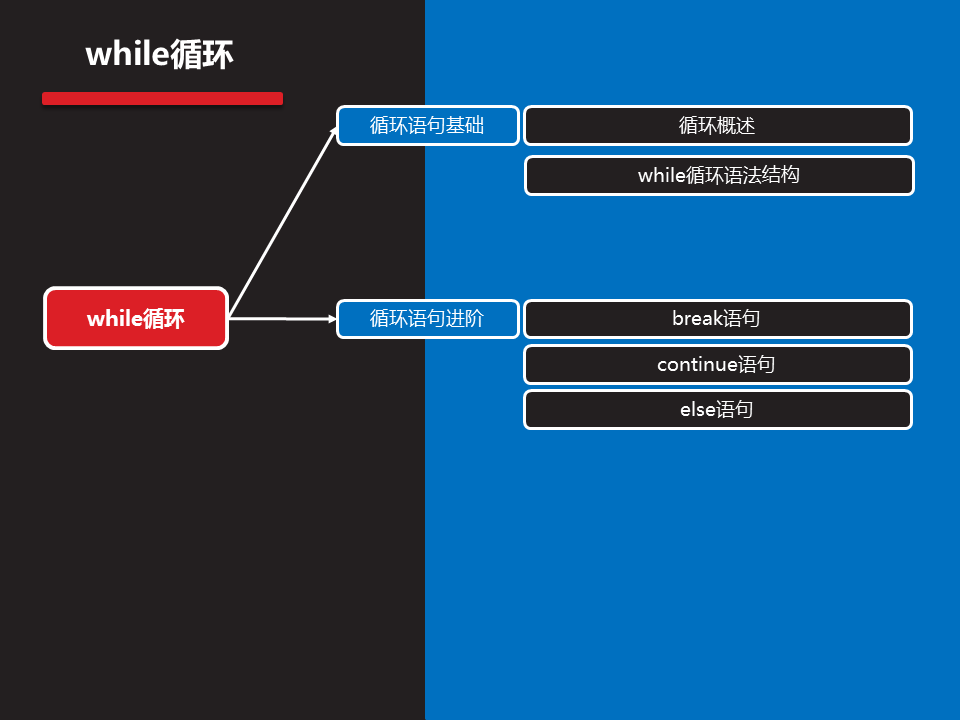 while循环
循环语句基础
循环概述
while循环语法结构
while循环
循环语句进阶
break语句
continue语句
else语句